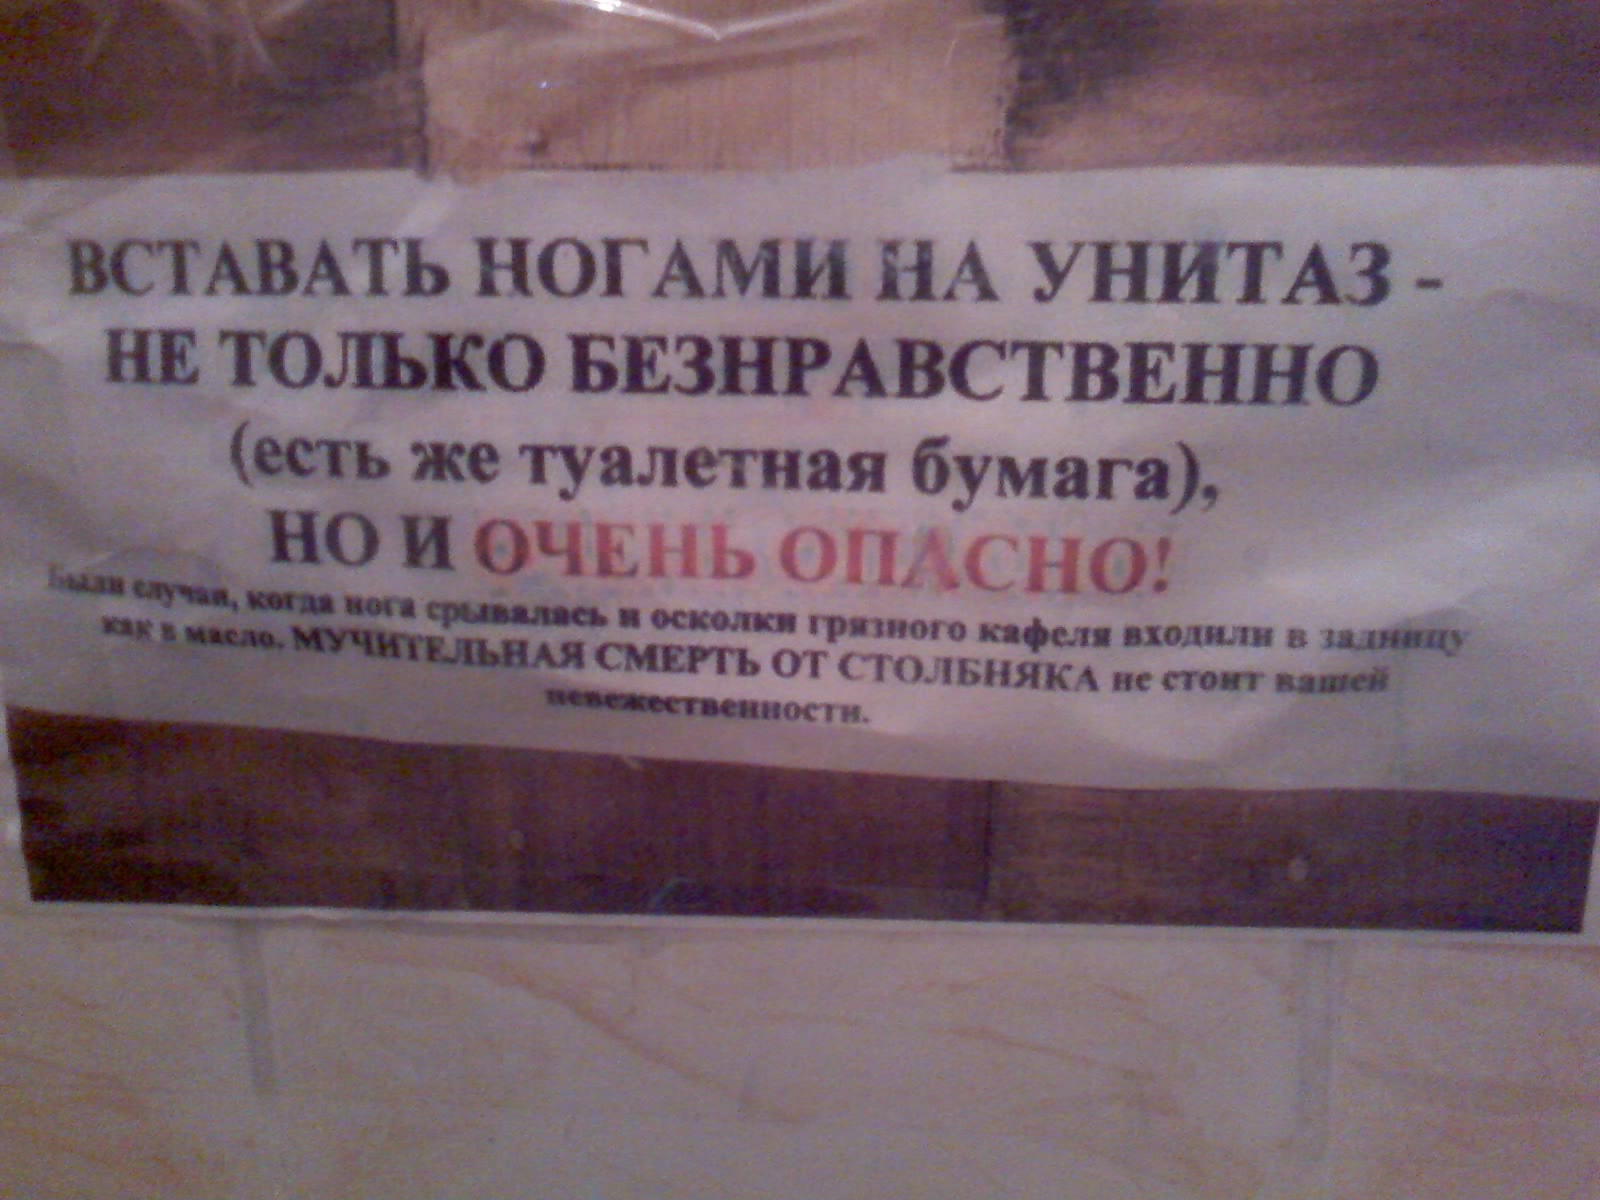 ВСТАВАТЬ НОГАМИ НА УНИТАЗ -
НЕ ТОЛЬКО БЕЗНРАВСТВЕННО
(есть же туалетная бумага),
НО И ОЧЕНЬ ОПАСНО!
Были случаи, когда нога срывалась и осколки грязного кафеля входили в задницу
как в масло. МУЧИТЕЛЬНАЯ СМЕРТЬ ОТ СТОЛБНЯКА не стоит вашей
невежественности.